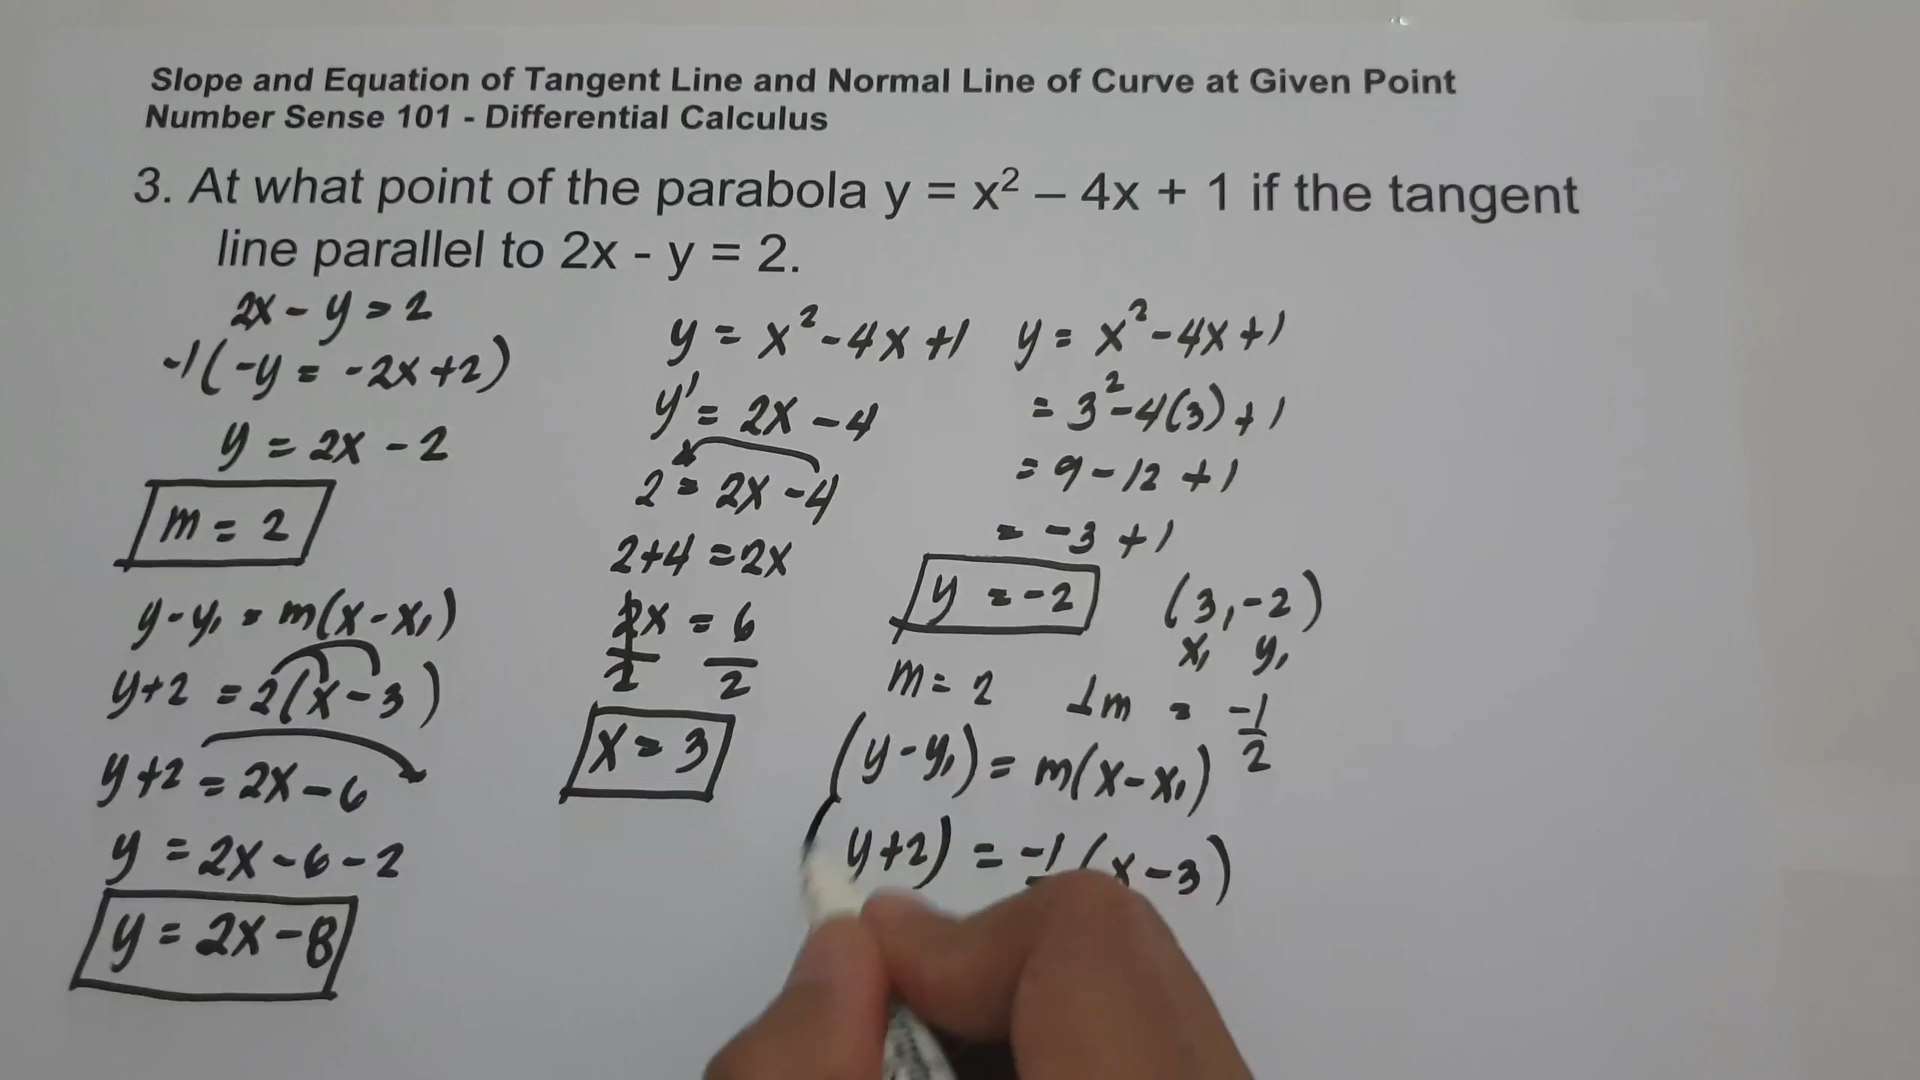 Slope and Equation of Tangent Line and Normal Line of Curve at Given Point
Number Sense 101 - Differential Calculus
3. At what point of the parabola y = x² – 4x + 1 if the tangent
line parallel to 2x - y = 2.
2x - y = 2
-1(-y = -2x+2)
y = 2x - 2
m = 2
y-y₁ = m(x-x₁)
y+2 = 2(x-3)
y+2 = 2x-6
y = 2x-6-2
y = 2x-8
y = x²-4x+1
y' = 2x-4
2 = 2x-4
2+4 = 2x
2x/2 = 6/2
x = 3
y = x²-4x+1
= 3²-4(3)+1
= 9-12+1
= -3+1
y = -2
(3,-2)
x₁ y₁
m = 2 ⊥m = -1/2
(y-y₁) = m(x-x₁)
(y+2) = -1 (x-3)